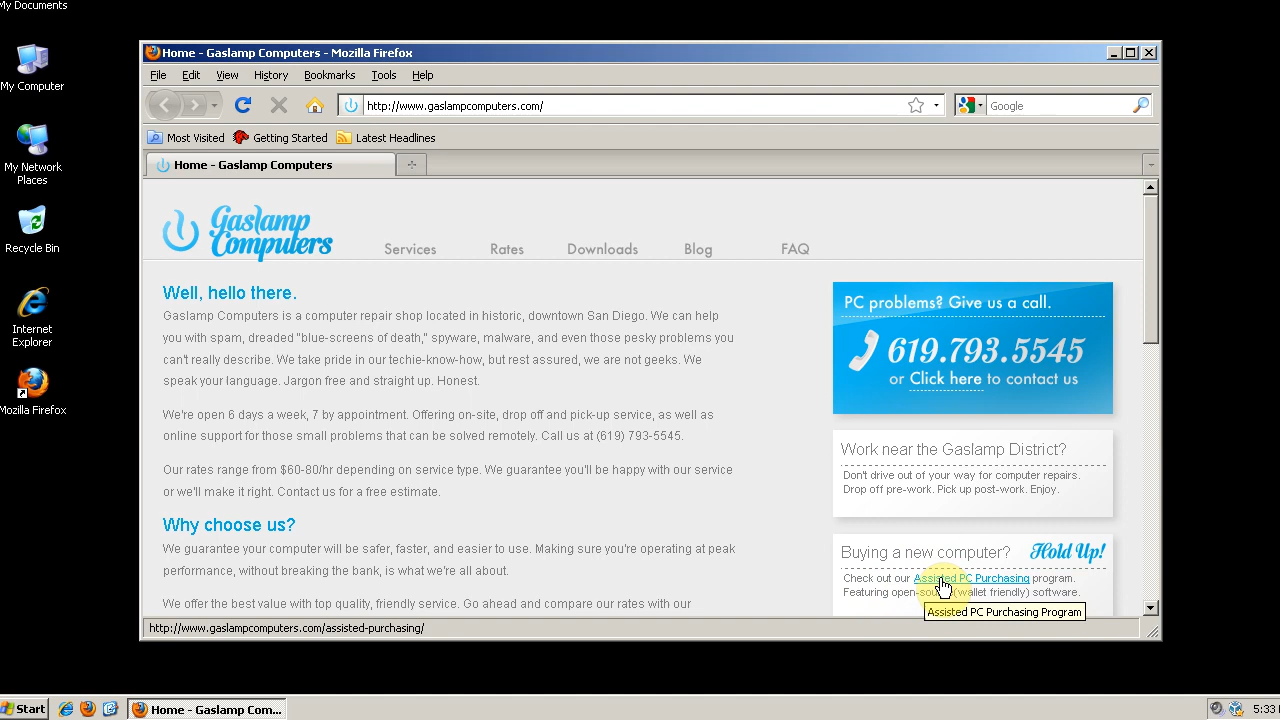 My Documents
My Computer
My Network
Places
Recycle Bin
Internet
Explorer
Mozilla Firefox
Home - Gaslamp Computers - Mozilla Firefox
File Edit View History Bookmarks Tools Help
http://www.gaslampcomputers.com/
Google
Most Visited Getting Started Latest Headlines
Home - Gaslamp Computers
Gaslamp
Computers
Services Rates Downloads Blog FAQ
Well, hello there.
Gaslamp Computers is a computer repair shop located in historic, downtown San Diego. We can help
you with spam, dreaded "blue-screens of death," spyware, malware, and even those pesky problems you
can't really describe. We take pride in our techie-know-how, but rest assured, we are not geeks. We
speak your language. Jargon free and straight up. Honest.
We're open 6 days a week, 7 by appointment. Offering on-site, drop off and pick-up service, as well as
online support for those small problems that can be solved remotely. Call us at (619) 793-5545.
Our rates range from $60-80/hr depending on service type. We guarantee you'll be happy with our service
or we'll make it right. Contact us for a free estimate.
Why choose us?
We guarantee your computer will be safer, faster, and easier to use. Making sure you're operating at peak
performance, without breaking the bank, is what we're all about.
We offer the best value with top quality, friendly service. Go ahead and compare our rates with our
PC problems? Give us a call.
619.793.5545
or Click here to contact us
Work near the Gaslamp District?
Don't drive out of your way for computer repairs.
Drop off pre-work. Pick up post-work. Enjoy.
Buying a new computer? Hold Up!
Check out our Assisted PC Purchasing program.
Featuring open-source (wallet friendly) software.
Assisted PC Purchasing Program
http://www.gaslampcomputers.com/assisted-purchasing/
Start
Home - Gaslamp Com...
5:33